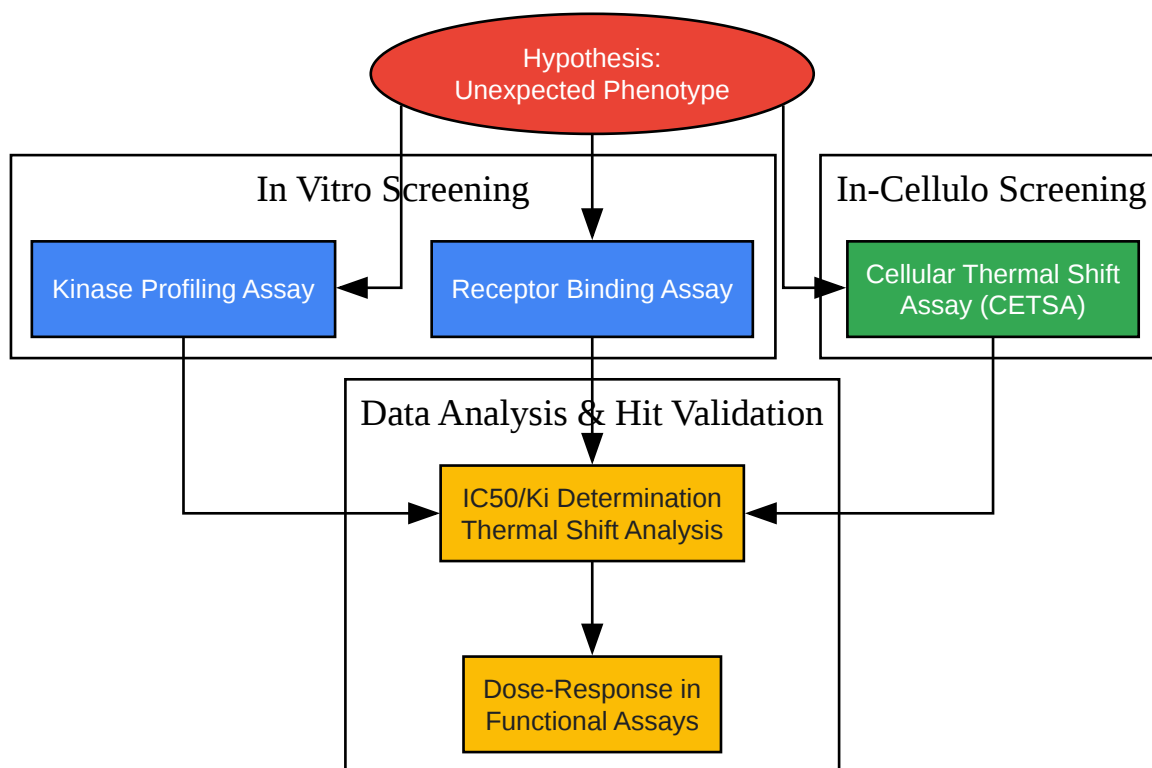 Hypothesis:
Unexpected Phenotype
In Vitro Screening
In-Cellulo Screening
Kinase Profiling Assay
Receptor Binding Assay
Cellular Thermal Shift
Assay (CETSA)
Data Analysis & Hit Validation
IC50/Ki Determination
Thermal Shift Analysis
Dose-Response in
Functional Assays